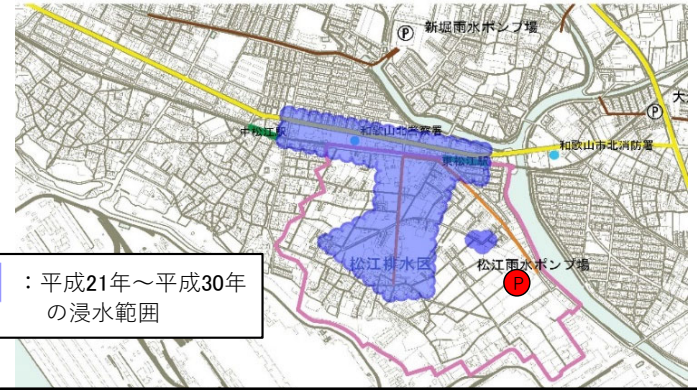 新堀雨水ポンプ場
P
P
大
中松江駅
和歌山北警察署
東松江駅
和歌山市北消防署
松江排水区
松江雨水ポンプ場
P
：平成21年～平成30年
の浸水範囲